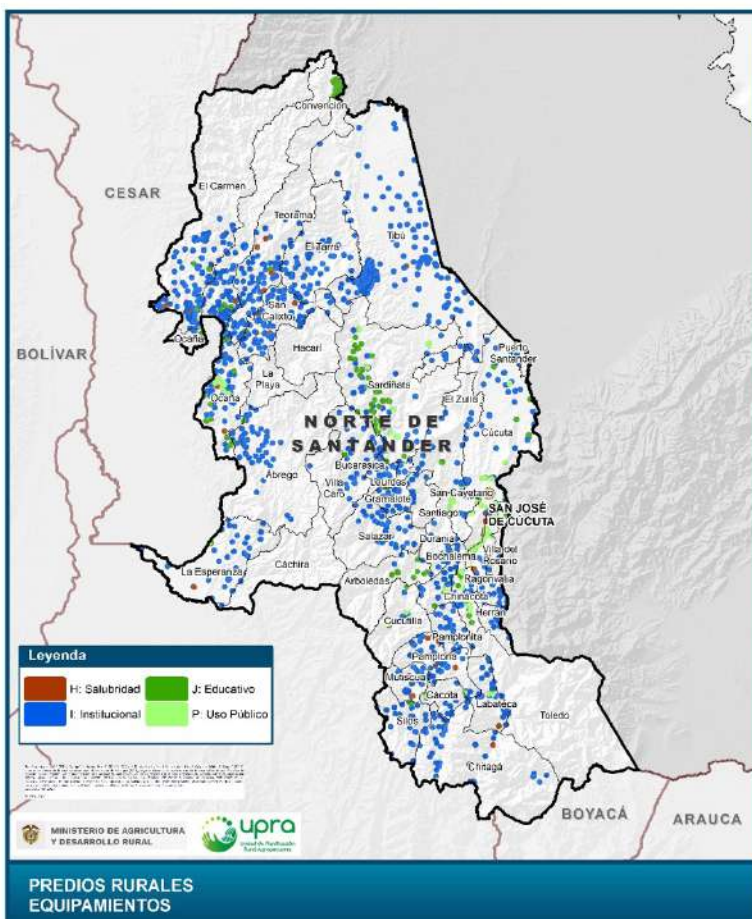 Convención
CESAR
El Carmen
Teorama
El Tarra
Tibú
San
Calixto
Ocaña
BOLÍVAR
Hacarí
Puerto
Santander
La
Playa
Ocaña
Sardinata
El Zulia
NORTE DE
SANTANDER
Cúcuta
Ábrego
Bucarasica
Villa
Caro
Lourdes
Gramalote
San Cayetano
Santiago
SAN JOSÉ
DE CÚCUTA
Salazar
Durania
Bochalema
Villa del
Rosario
La Esperanza
Cáchira
Arboledas
Ragonvalia
Chinácota
Herrán
Cucutilla
Pamplonita
Pamplona
Mutiscua
Cácota
Labateca
Toledo
Silos
Chitagá
Leyenda
H: Salubridad
J: Educativo
I: Institucional
P: Uso Público
BOYACÁ
ARAUCA
MINISTERIO DE AGRICULTURA
Y DESARROLLO RURAL
upra
PREDIOS RURALES
EQUIPAMIENTOS